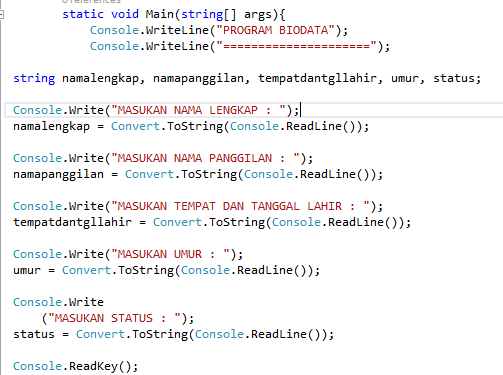 0 references
static void Main(string[] args){
Console.WriteLine("PROGRAM BIODATA");
Console.WriteLine("=====================");
string namalengkap, namapanggilan, tempatdantgllahir, umur, status;
Console.Write("MASUKAN NAMA LENGKAP : ");
namalengkap = Convert.ToString(Console.ReadLine());
Console.Write("MASUKAN NAMA PANGGILAN : ");
namapanggilan = Convert.ToString(Console.ReadLine());
Console.Write("MASUKAN TEMPAT DAN TANGGAL LAHIR : ");
tempatdantgllahir = Convert.ToString(Console.ReadLine());
Console.Write("MASUKAN UMUR : ");
umur = Convert.ToString(Console.ReadLine());
Console.Write
("MASUKAN STATUS : ");
status = Convert.ToString(Console.ReadLine());
Console.ReadKey();